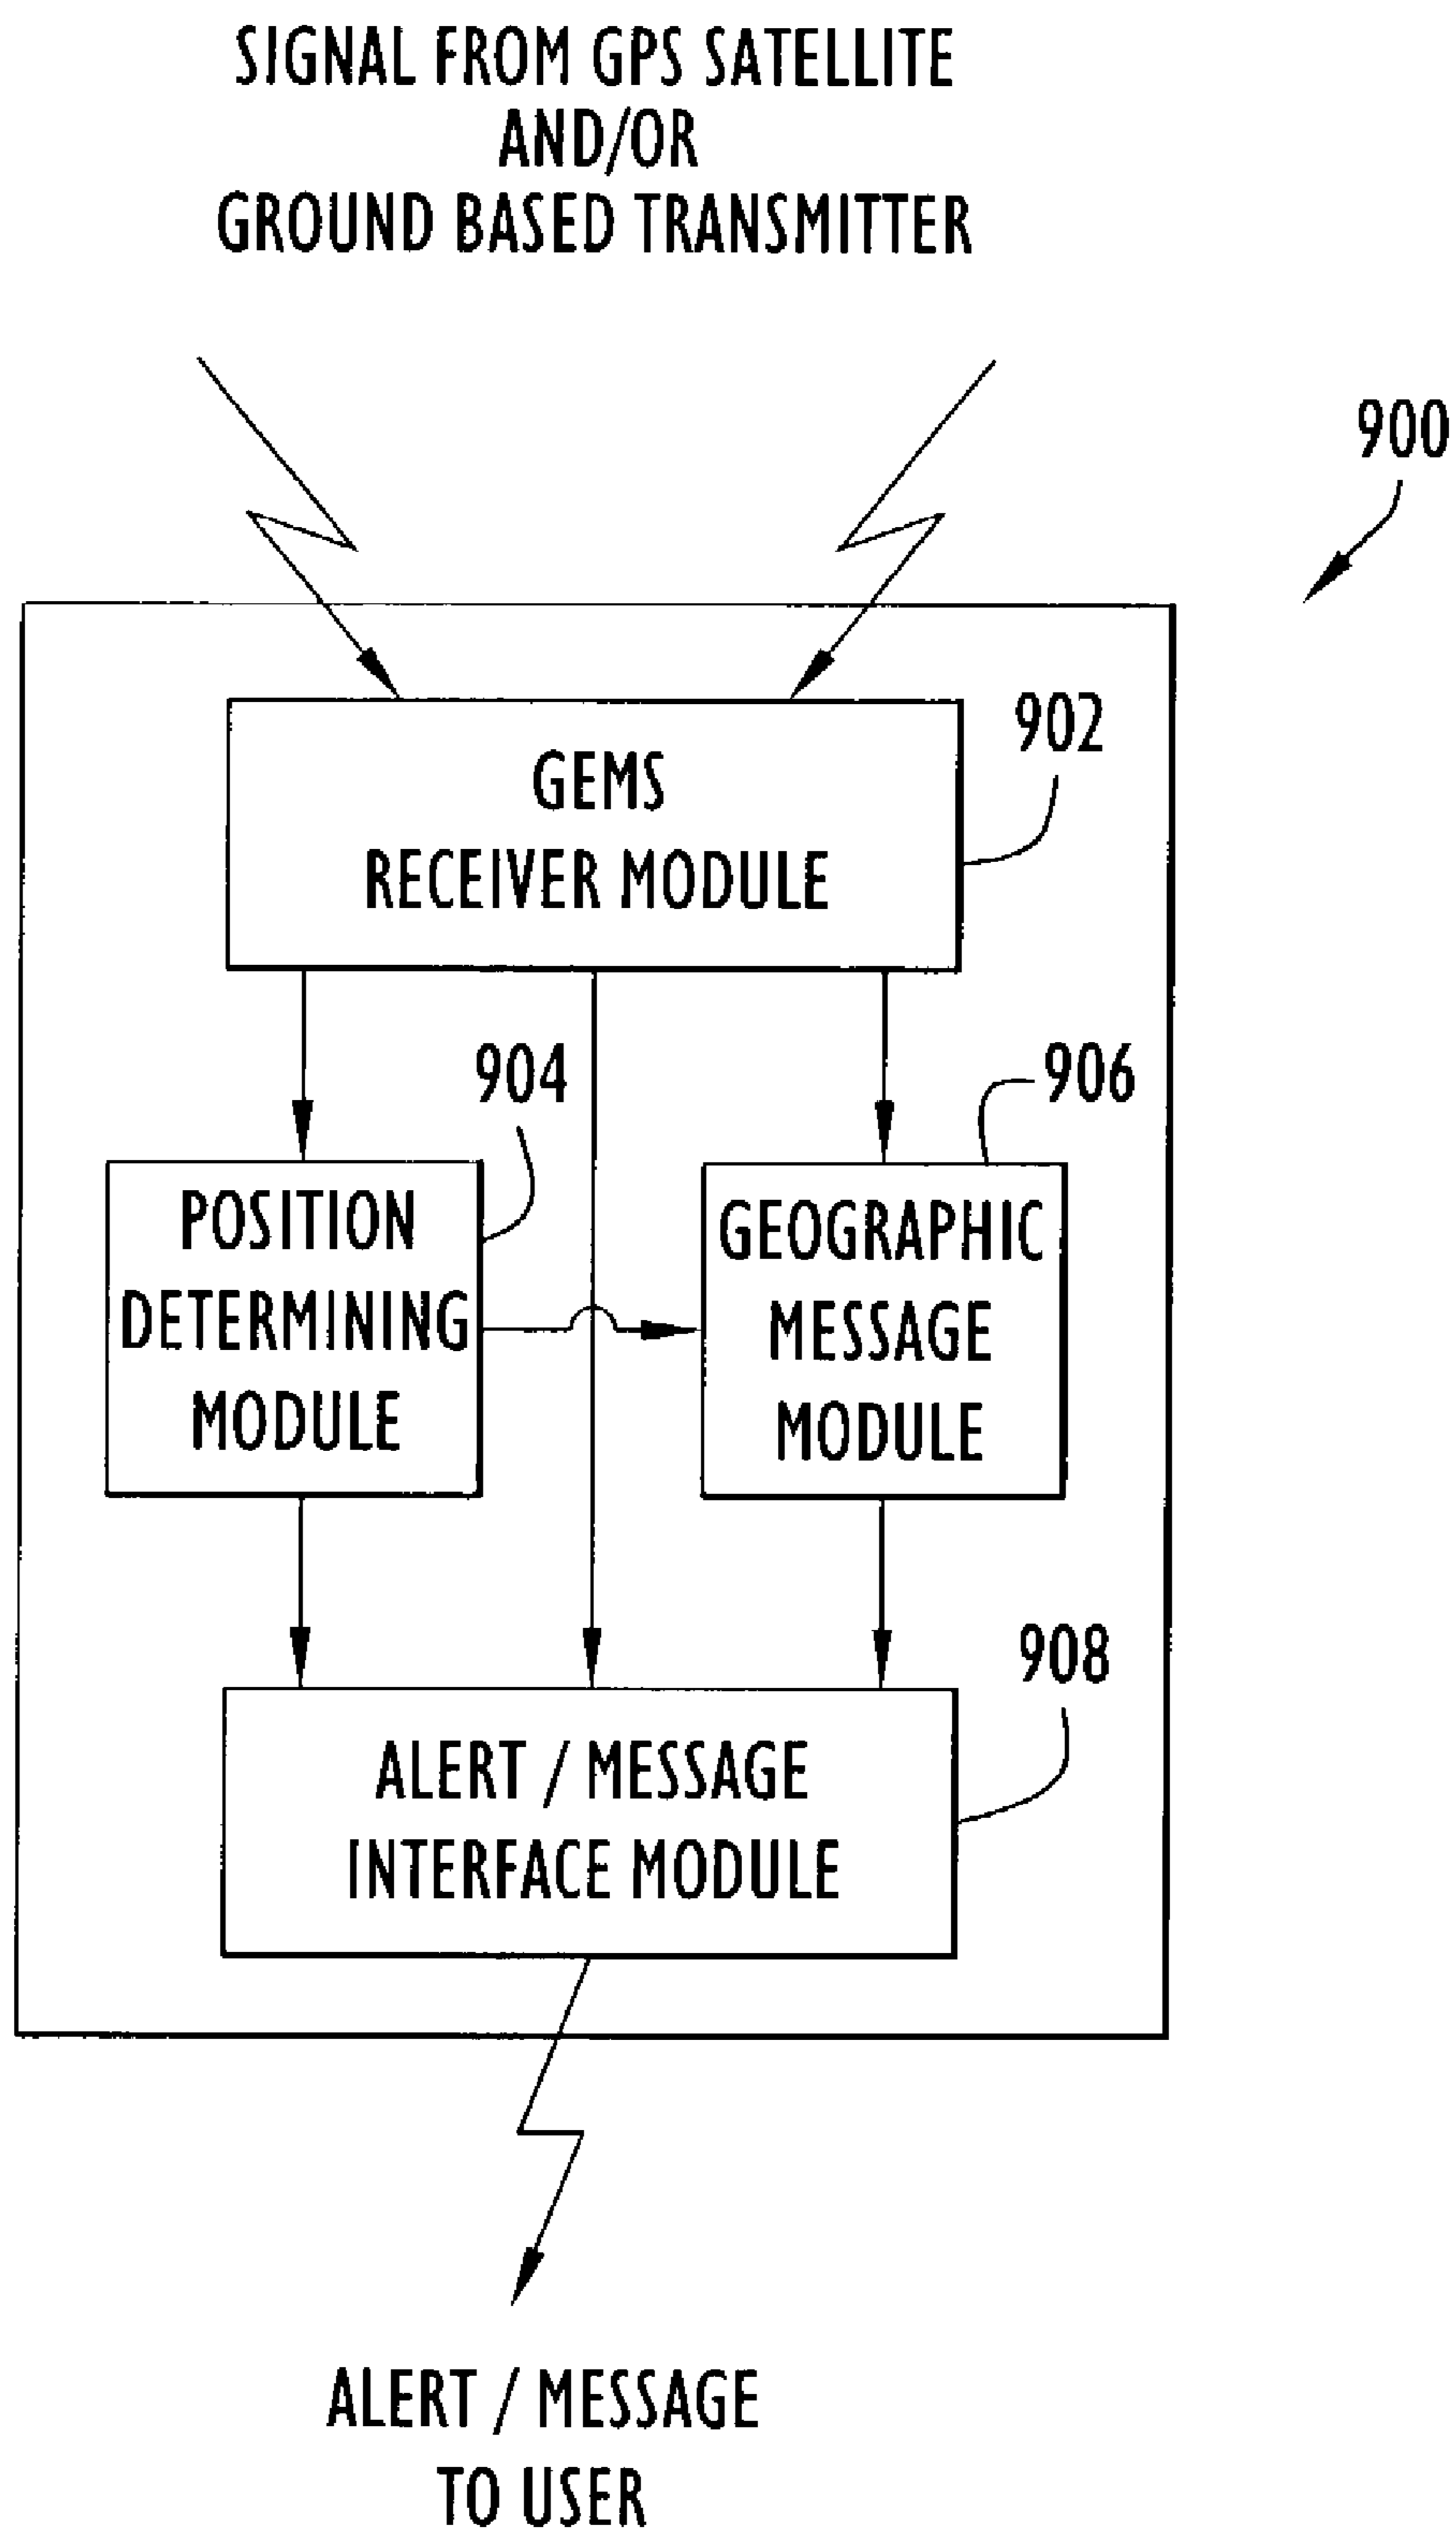 SIGNAL FROM GPS SATELLITE
AND/OR
GROUND BASED TRANSMITTER
900
902
GEMS
RECEIVER MODULE
904
906
POSITION
DETERMINING
MODULE
GEOGRAPHIC
MESSAGE
MODULE
908
ALERT / MESSAGE
INTERFACE MODULE
ALERT / MESSAGE
TO USER